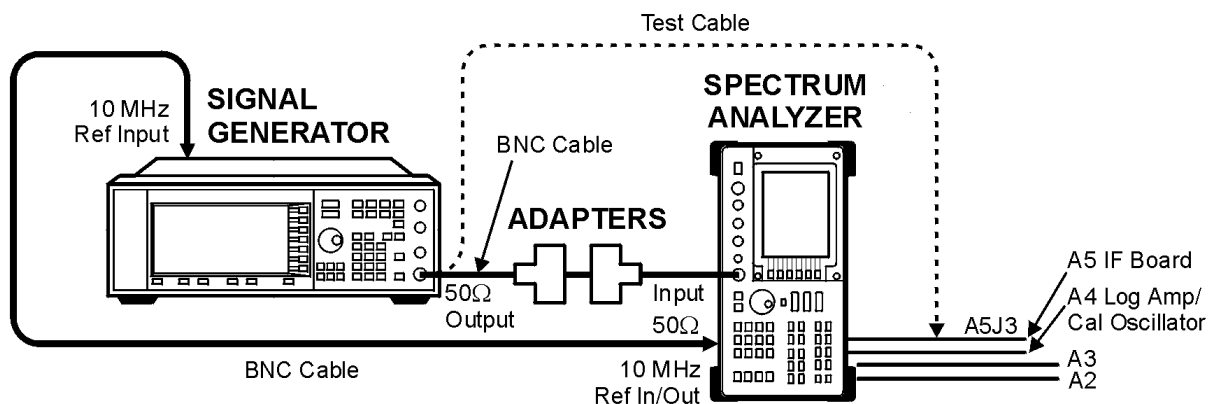 Test Cable
10 MHz
Ref Input
SIGNAL
GENERATOR
SPECTRUM
ANALYZER
BNC Cable
ADAPTERS
50Ω
Output
Input
50Ω
A5 IF Board
A4 Log Amp/
Cal Oscillator
A5J3
A3
A2
BNC Cable
10 MHz
Ref In/Out